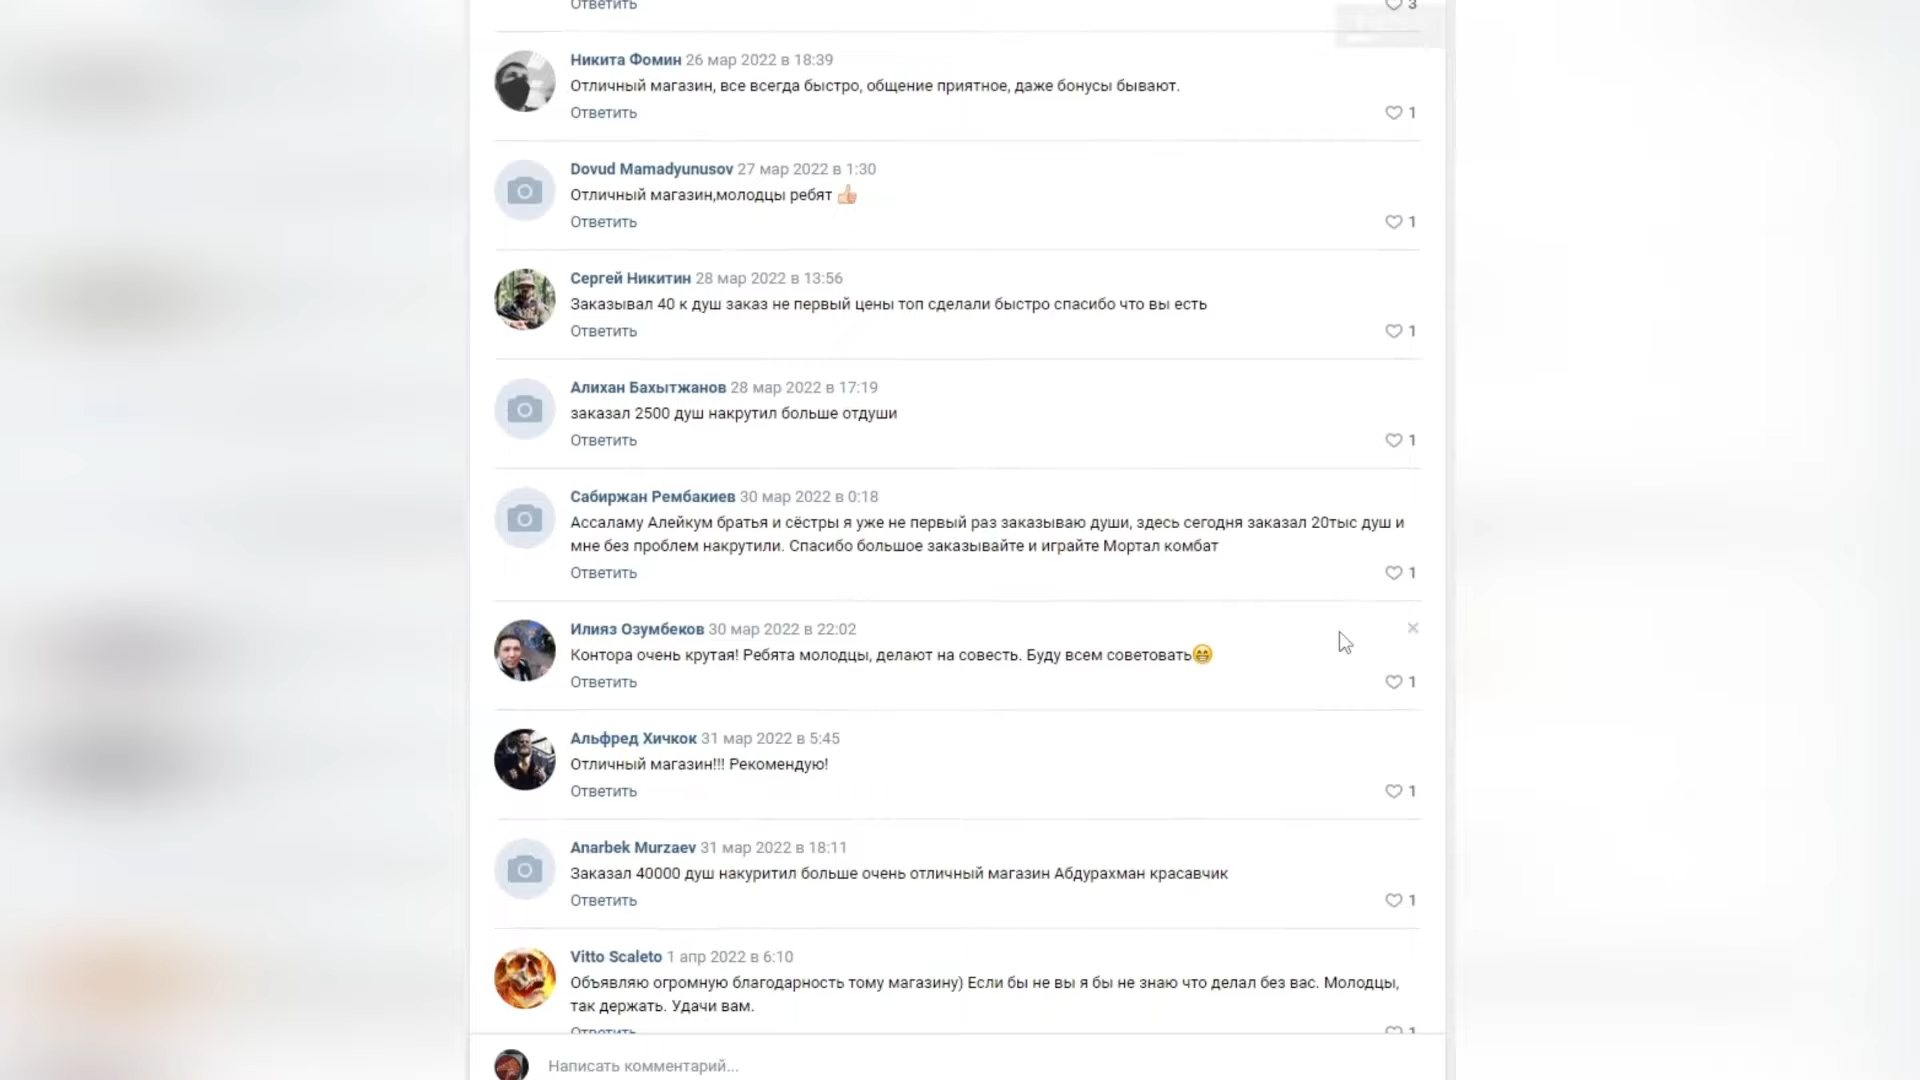 Ответить
3
Никита Фомин 26 мар 2022 в 18:39
Отличный магазин, все всегда быстро, общение приятное, даже бонусы бывают.
Ответить
1
Dovud Mamadyunusov 27 мар 2022 в 1:30
Отличный магазин,молодцы ребят 👍
Ответить
1
Сергей Никитин 28 мар 2022 в 13:56
Заказывал 40 к душ заказ не первый цены топ сделали быстро спасибо что вы есть
Ответить
1
Алихан Бахытжанов 28 мар 2022 в 17:19
заказал 2500 душ накрутил больше отдуши
Ответить
1
Сабиржан Рембакиев 30 мар 2022 в 0:18
Ассаламу Алейкум братья и сёстры я уже не первый раз заказываю души, здесь сегодня заказал 20тыс душ и
мне без проблем накрутили. Спасибо большое заказывайте и играйте Мортал комбат
Ответить
1
Илияз Озумбеков 30 мар 2022 в 22:02
Контора очень крутая! Ребята молодцы, делают на совесть. Буду всем советовать😁
Ответить
1
Альфред Хичкок 31 мар 2022 в 5:45
Отличный магазин!!! Рекомендую!
Ответить
1
Anarbek Murzaev 31 мар 2022 в 18:11
Заказал 40000 душ накуритил больше очень отличный магазин Абдурахман красавчик
Ответить
1
Vitto Scaleto 1 апр 2022 в 6:10
Объявляю огромную благодарность тому магазину) Если бы не вы я бы не знаю что делал без вас. Молодцы,
так держать. Удачи вам.
Ответить
1
Написать комментарий...